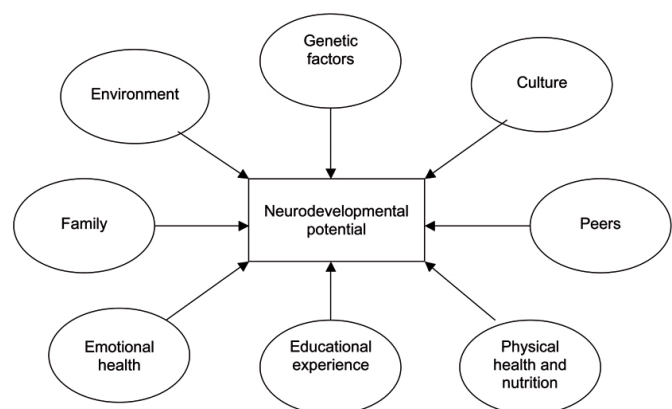 Genetic
factors
Environment
Culture
Family
Neurodevelopmental
potential
Peers
Emotional
health
Educational
experience
Physical
health and
nutrition